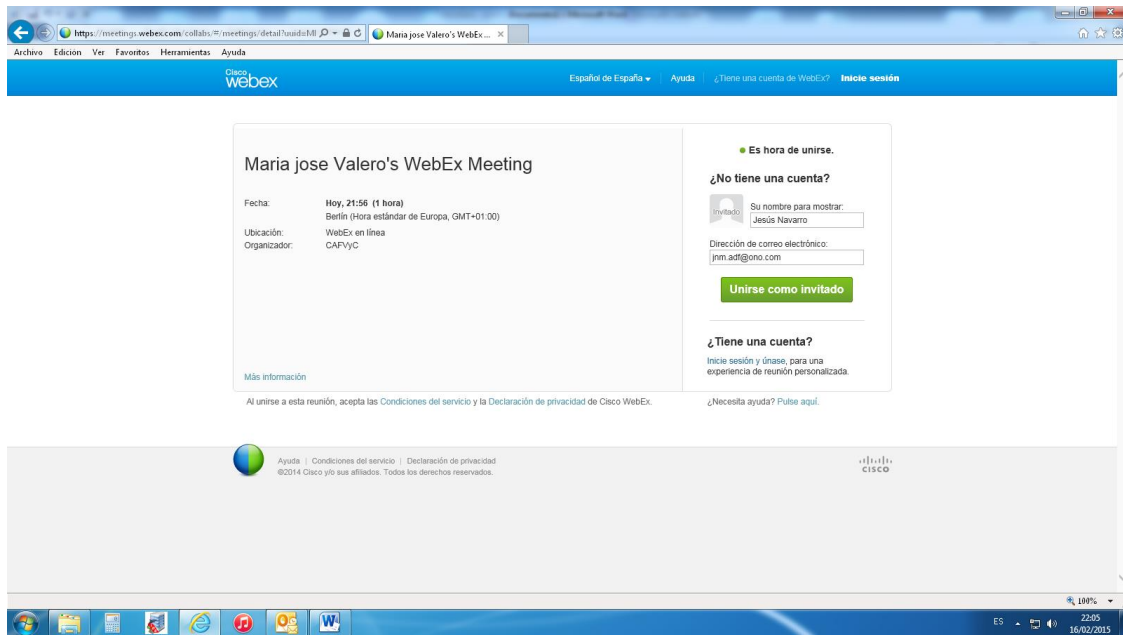 https://meetings.webex.com/collabs/#/meetings/detail?uuid=MI
Maria jose Valero's WebEx ...
Archivo Edición Ver Favoritos Herramientas Ayuda
Cisco
webex
Español de España Ayuda ¿Tiene una cuenta de WebEx? Inicie sesión
Maria jose Valero's WebEx Meeting
Fecha: Hoy, 21:56 (1 hora)
Berlín (Hora estándar de Europa, GMT+01:00)
Ubicación: WebEx en línea
Organizador: CAFVyC
Más información
Es hora de unirse.
¿No tiene una cuenta?
Invitado
Su nombre para mostrar:
Jesús Navarro
Dirección de correo electrónico:
jnm.adf@ono.com
Unirse como invitado
¿Tiene una cuenta?
Inicie sesión y únase, para una
experiencia de reunión personalizada.
Al unirse a esta reunión, acepta las Condiciones del servicio y la Declaración de privacidad de Cisco WebEx.
¿Necesita ayuda? Pulse aquí.
Ayuda | Condiciones del servicio | Declaración de privacidad
©2014 Cisco y/o sus afiliados. Todos los derechos reservados.
CISCO
100%
ES
22:05
16/02/2015